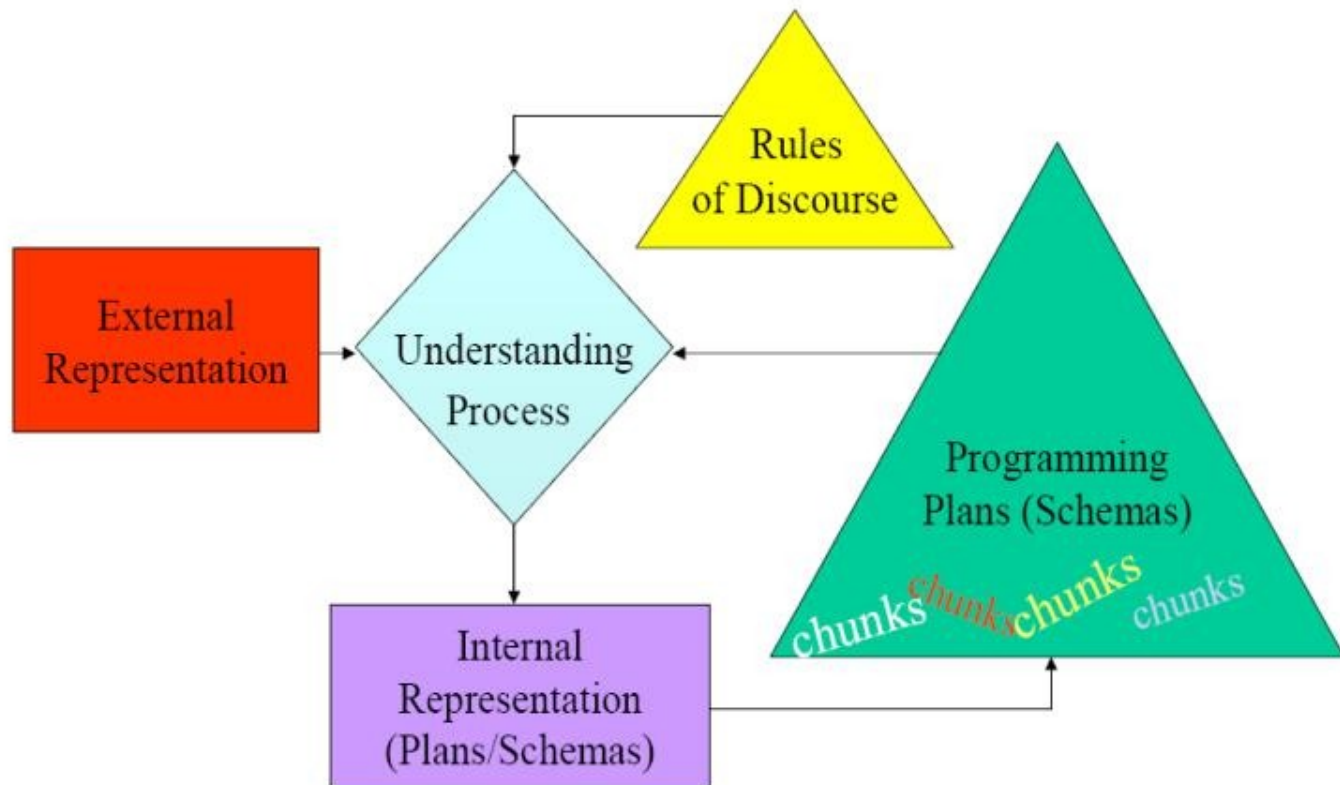 Rules
of Discourse
External
Representation
Understanding
Process
Programming
Plans (Schemas)
chunks
chunks
chunks
chunks
Internal
Representation
(Plans/Schemas)